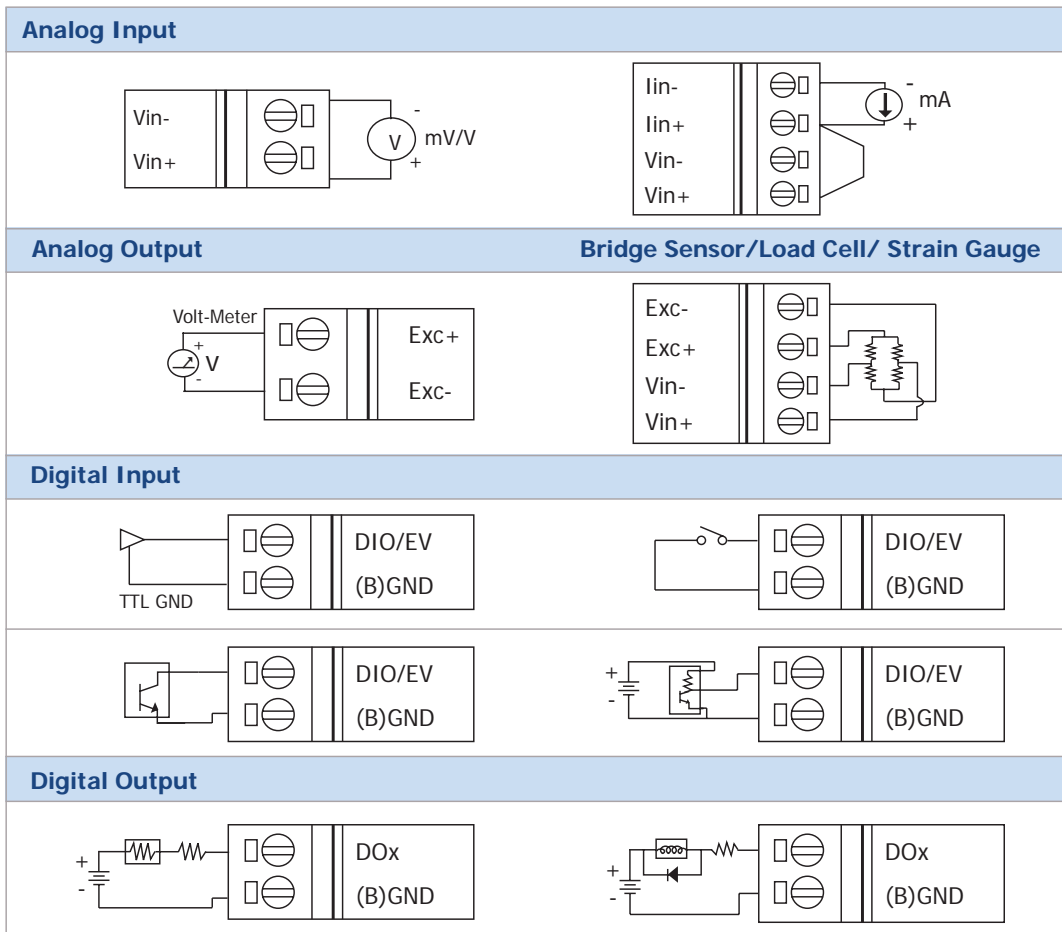 Analog Input
Vin-
Vin+
-
V
mV/V
+
Iin-
Iin+
Vin-
Vin+
-
mA
+
Analog Output
Bridge Sensor/Load Cell/ Strain Gauge
Volt-Meter
+
V
-
Exc+
Exc-
Exc-
Exc+
Vin-
Vin+
Digital Input
TTL GND
DIO/EV
(B)GND
DIO/EV
(B)GND
DIO/EV
(B)GND
+
-
DIO/EV
(B)GND
Digital Output
+
-
DOx
(B)GND
+
-
DOx
(B)GND